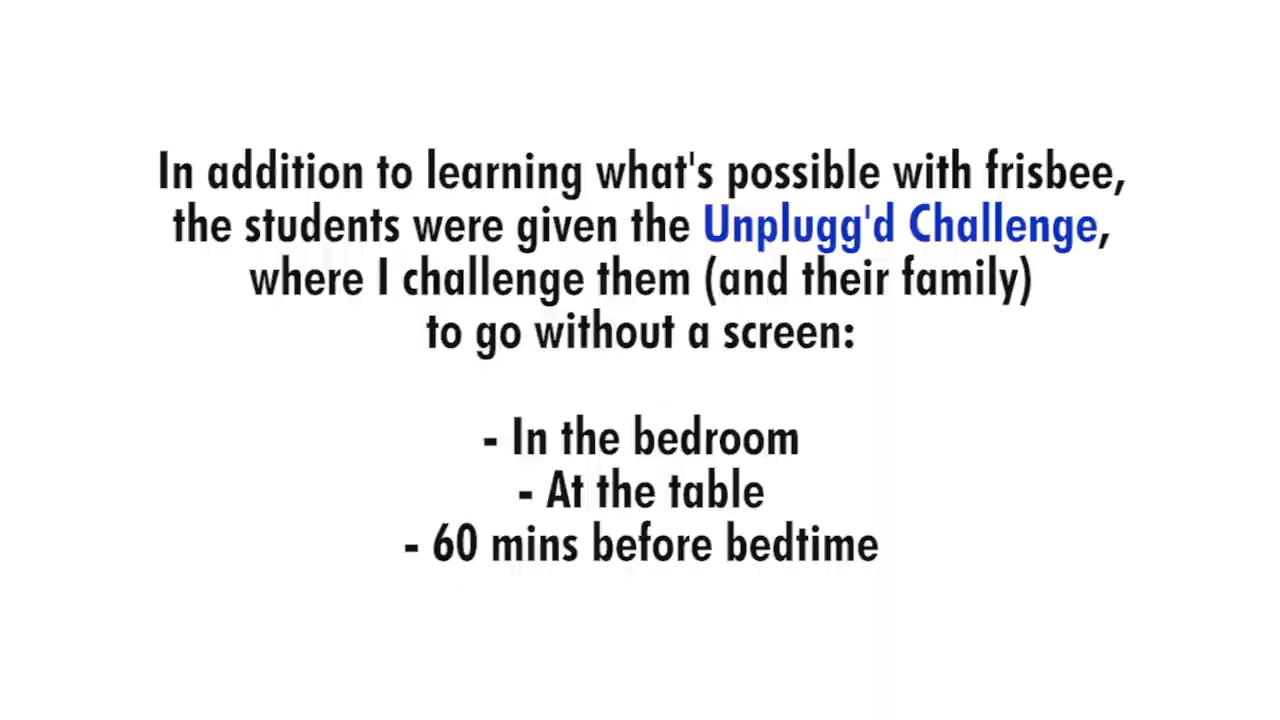 In addition to learning what's possible with frisbee,
the students were given the Unplugg'd Challenge,
where I challenge them (and their family)
to go without a screen:
- In the bedroom
- At the table
- 60 mins before bedtime